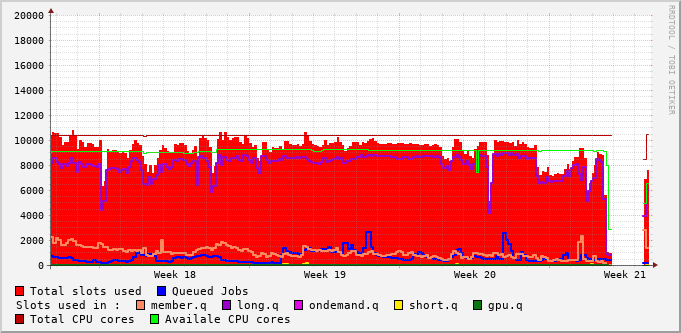 RRDTOOL / TOBI OETIKER
20000
18000
16000
14000
12000
10000
8000
6000
4000
2000
0
Week 18 Week 19 Week 20 Week 21
Total slots used Queued Jobs
Slots used in : member.q long.q ondemand.q short.q gpu.q
Total CPU cores Availale CPU cores